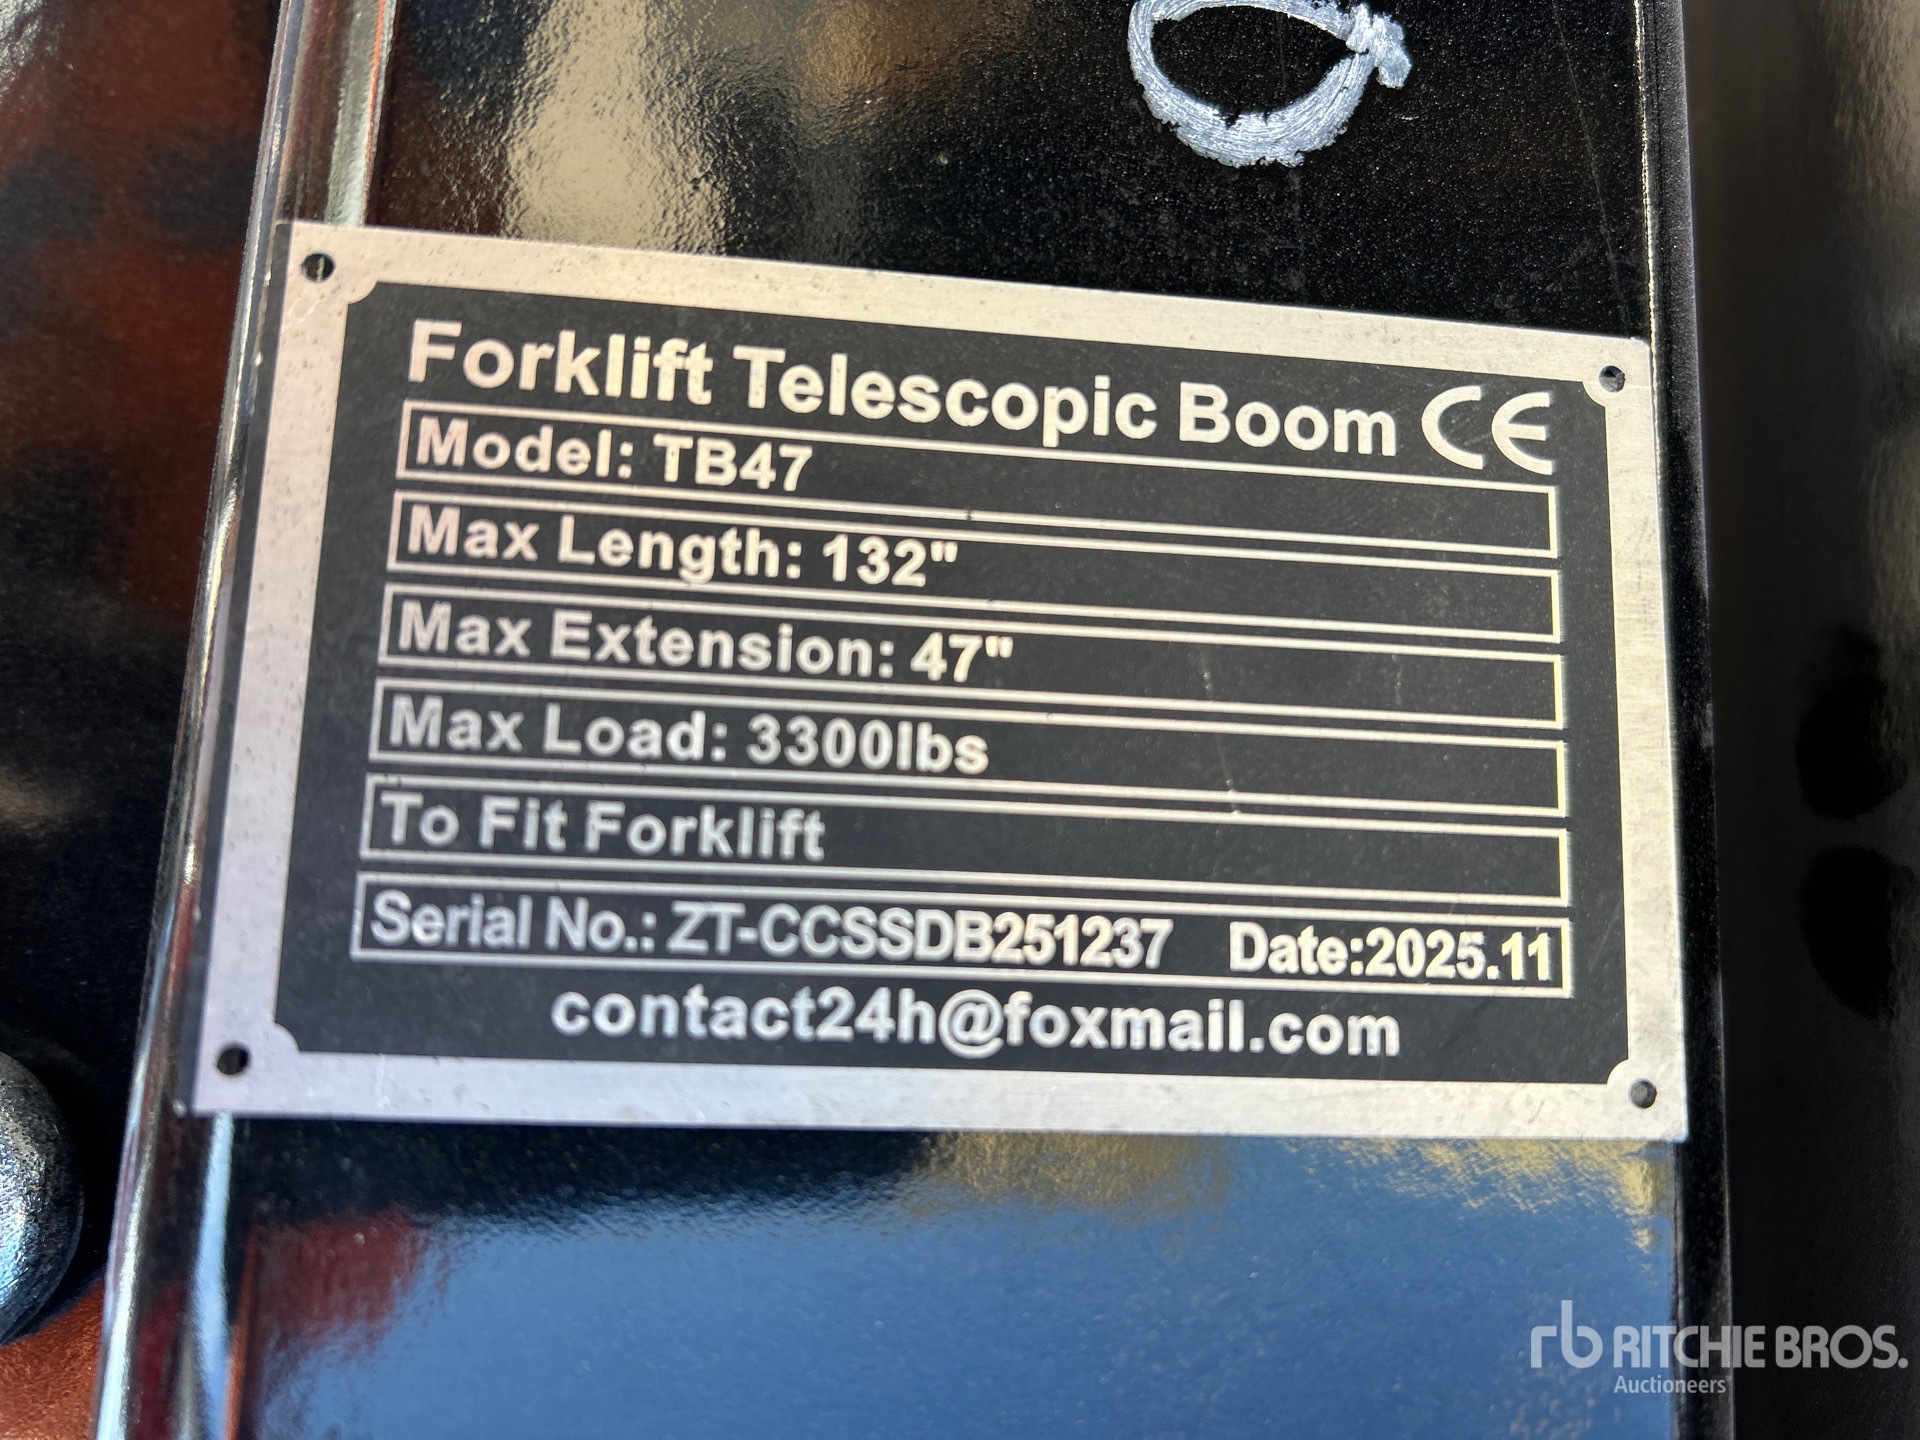 Forklift Telescopic Boom CE
Model: TB47
Max Length: 132"
Max Extension: 47"
Max Load: 3300lbs
To Fit Forklift
Serial No.: ZT-CCSSDB251237 Date:2025.11
contact24h@foxmail.com
rb RITCHIE BROS.
Auctioneers